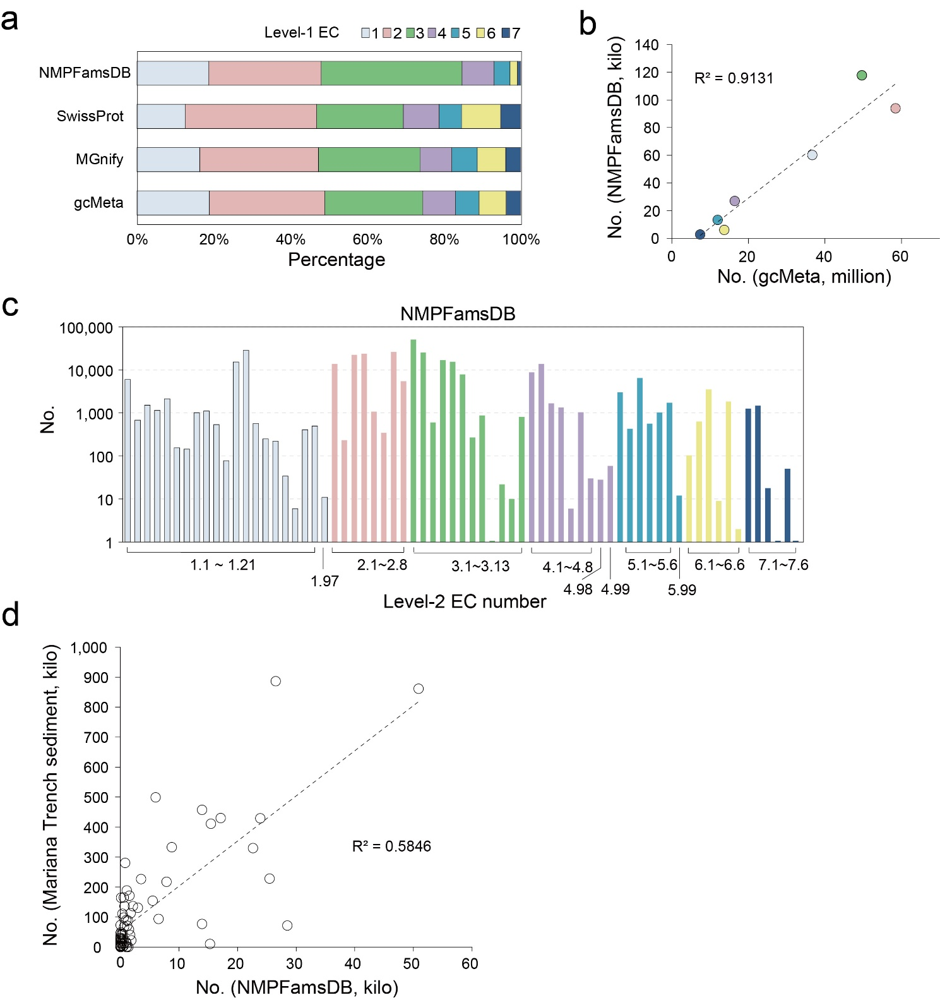 a
Level-1 EC 1 2 3 4 5 6 7
NMPFamsDB
SwissProt
MGnify
gcMeta
0% 20% 40% 60% 80% 100%
Percentage
b
No. (NMPFamsDB, kilo)
140
120
100
80
60
40
20
0
R² = 0.9131
0 20 40 60
No. (gcMeta, million)
c
NMPFamsDB
No.
100,000
10,000
1,000
100
10
1
1.1 ~ 1.21 2.1~2.8 3.1~3.13 4.1~4.8 5.1~5.6 6.1~6.6 7.1~7.6
1.97 4.98 4.99 5.99
Level-2 EC number
d
No. (Mariana Trench sediment, kilo)
1,000
900
800
700
600
500
400
300
200
100
0
R² = 0.5846
0 10 20 30 40 50 60
No. (NMPFamsDB, kilo)